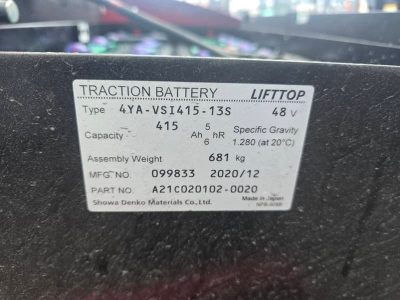 TRACTION BATTERY LIFTTOP
Type 4YA-VSI415-13S 48 V
Capacity 415 Ah 5 hR Specific Gravity
6 1.280 (at 20°C)
Assembly Weight 681 kg
MFG NO. 099833 2020/12
PART NO. A21C020102-0020
Showa Denko Materials Co., Ltd. Made in Japan